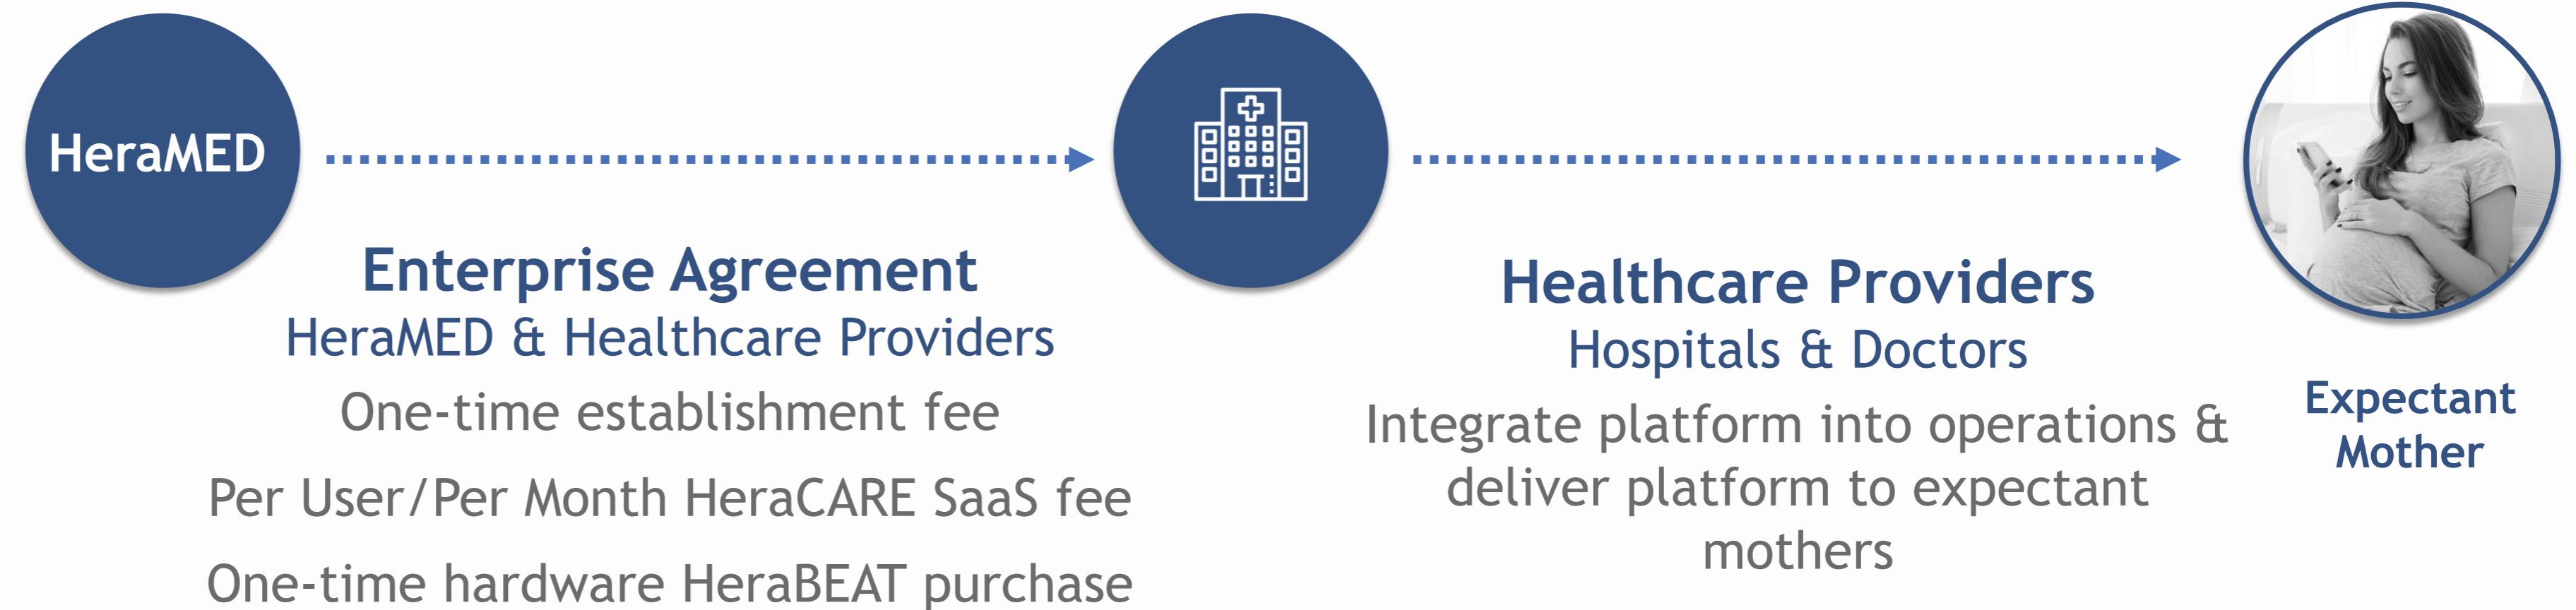 HeraMED
Enterprise Agreement
HeraMED & Healthcare Providers
One-time establishment fee
Per User/Per Month HeraCARE SaaS fee
One-time hardware HeraBEAT purchase
Healthcare Providers
Hospitals & Doctors
Integrate platform into operations &
deliver platform to expectant
mothers
Expectant
Mother